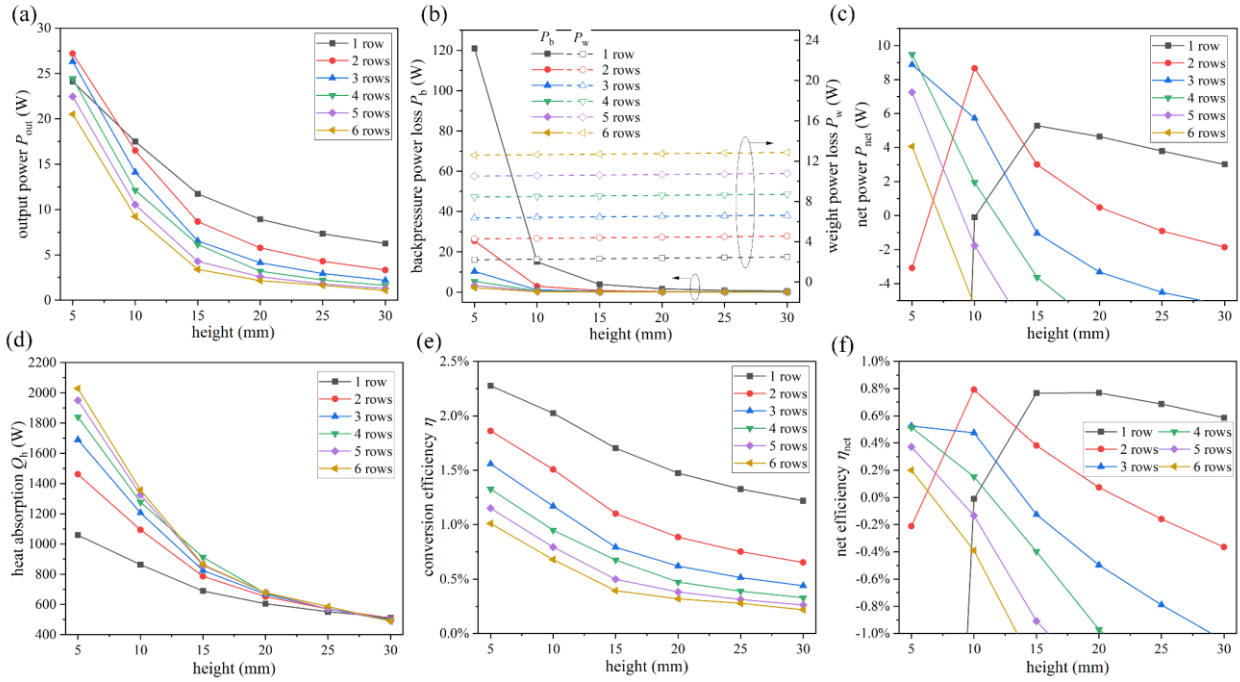 (a)
30
25
20
15
10
5
0
output power Pout (W)
5 10 15 20 25 30
height (mm)
1 row
2 rows
3 rows
4 rows
5 rows
6 rows
(b)
120
100
80
60
40
20
0
backpressure power loss Pb (W)
24
20
16
12
8
4
0
weight power loss Pw (W)
5 10 15 20 25 30
height (mm)
Pb Pw
1 row
2 rows
3 rows
4 rows
5 rows
6 rows
(c)
10
8
6
4
2
0
-2
-4
net power Pnet (W)
5 10 15 20 25 30
height (mm)
1 row
2 rows
3 rows
4 rows
5 rows
6 rows
(d)
2200
2000
1800
1600
1400
1200
1000
800
600
400
heat absorption Qh (W)
5 10 15 20 25 30
height (mm)
1 row
2 rows
3 rows
4 rows
5 rows
6 rows
(e)
2.5%
2.0%
1.5%
1.0%
0.5%
0.0%
conversion efficiency η
5 10 15 20 25 30
height (mm)
1 row
2 rows
3 rows
4 rows
5 rows
6 rows
(f)
1.0%
0.8%
0.6%
0.4%
0.2%
0.0%
-0.2%
-0.4%
-0.6%
-0.8%
-1.0%
net efficiency ηnet
5 10 15 20 25 30
height (mm)
1 row 4 rows
2 rows 5 rows
3 rows 6 rows